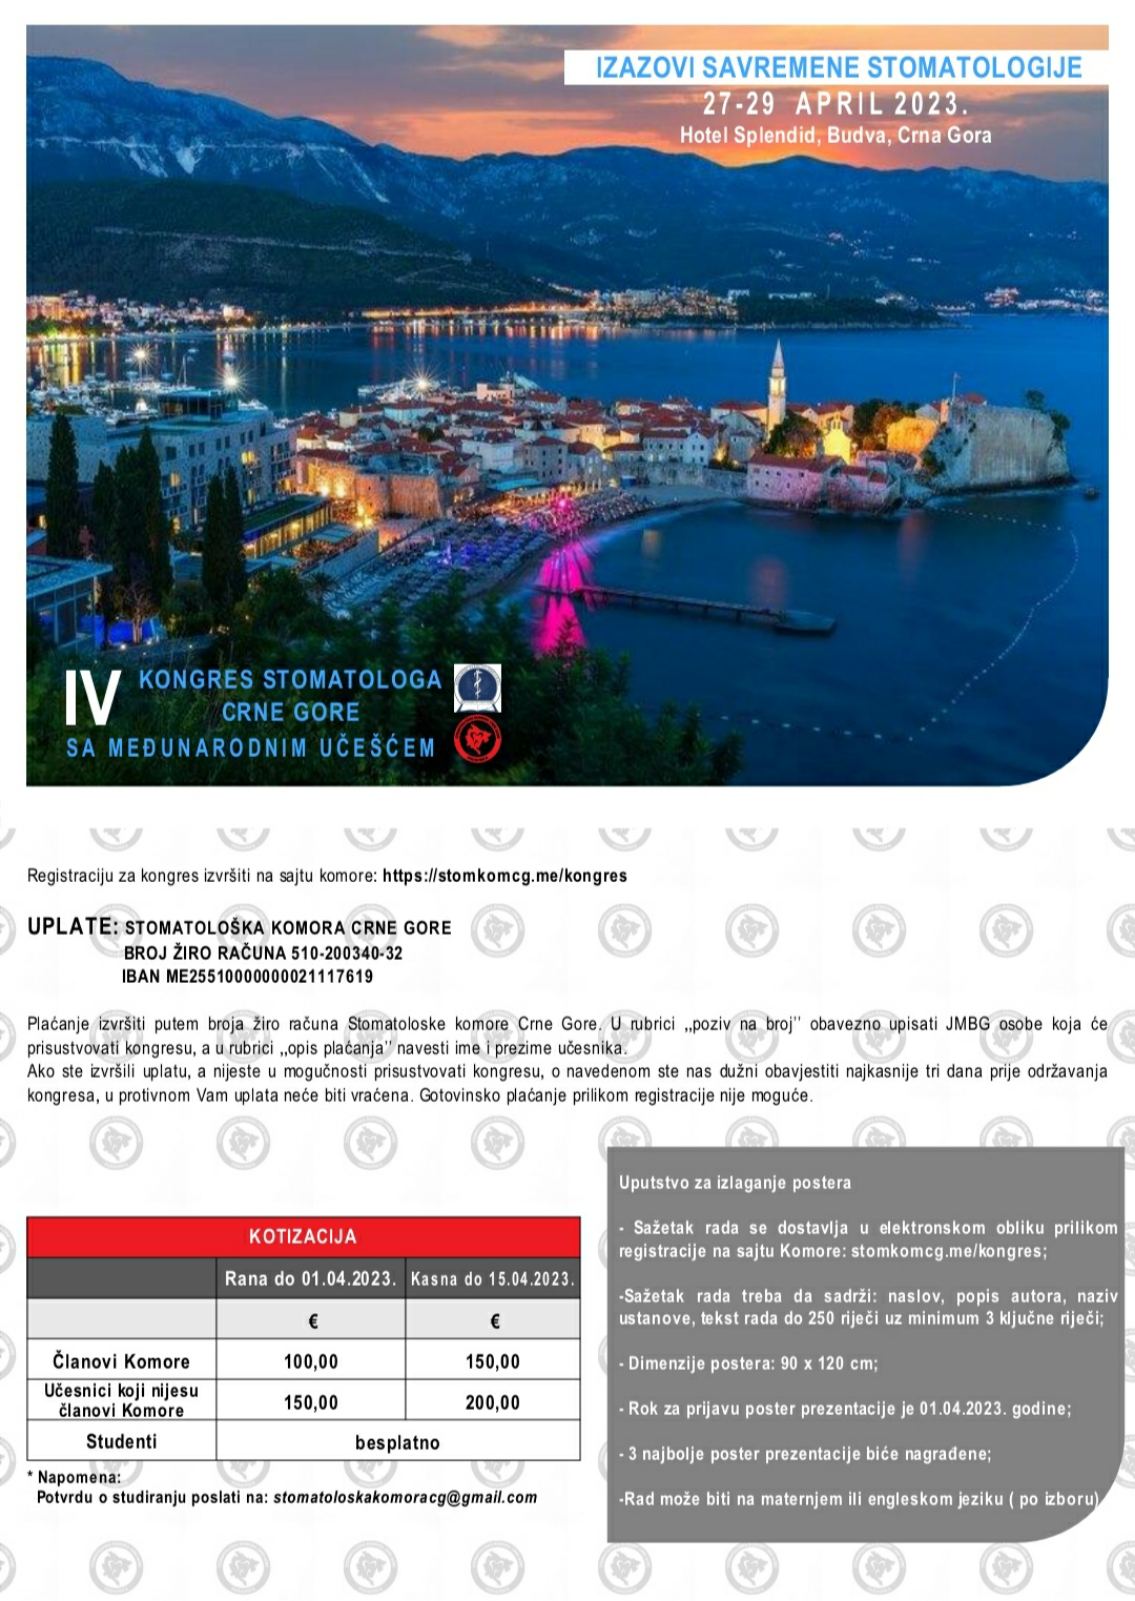 IZAZOVI SAVREMENE STOMATOLOGIJE
27-29 APRIL 2023.
Hotel Splendid, Budva, Crna Gora
IV KONGRES STOMATOLOGA
CRNE GORE
SA MEĐUNARODNIM UČEŠĆEM
Registraciju za kongres izvršiti na sajtu komore: https://stomkomcg.me/kongres
UPLATE: STOMATOLOŠKA KOMORA CRNE GORE
BROJ ŽIRO RAČUNA 510-200340-32
IBAN ME25510000000021117619
Plaćanje izvršiti putem broja žiro računa Stomatoloske komore Crne Gore. U rubrici ,,poziv na broj'' obavezno upisati JMBG osobe koja će
prisustvovati kongresu, a u rubrici ,,opis plaćanja'' navesti ime i prezime učesnika.
Ako ste izvršili uplatu, a nijeste u mogučnosti prisustvovati kongresu, o navedenom ste nas dužni obavjestiti najkasnije tri dana prije održavanja
kongresa, u protivnom Vam uplata neće biti vraćena. Gotovinsko plaćanje prilikom registracije nije moguće.
KOTIZACIJA
Rana do 01.04.2023. Kasna do 15.04.2023.
€ €
Članovi Komore 100,00 150,00
Učesnici koji nijesu
članovi Komore 150,00 200,00
Studenti besplatno
* Napomena:
Potvrdu o studiranju poslati na: stomatoloskakomoracg@gmail.com
Uputstvo za izlaganje postera
- Sažetak rada se dostavlja u elektronskom obliku prilikom
registracije na sajtu Komore: stomkomcg.me/kongres;
-Sažetak rada treba da sadrži: naslov, popis autora, naziv
ustanove, tekst rada do 250 riječi uz minimum 3 ključne riječi;
- Dimenzije postera: 90 x 120 cm;
- Rok za prijavu poster prezentacije je 01.04.2023. godine;
- 3 najbolje poster prezentacije biće nagrađene;
-Rad može biti na maternjem ili engleskom jeziku ( po izboru)